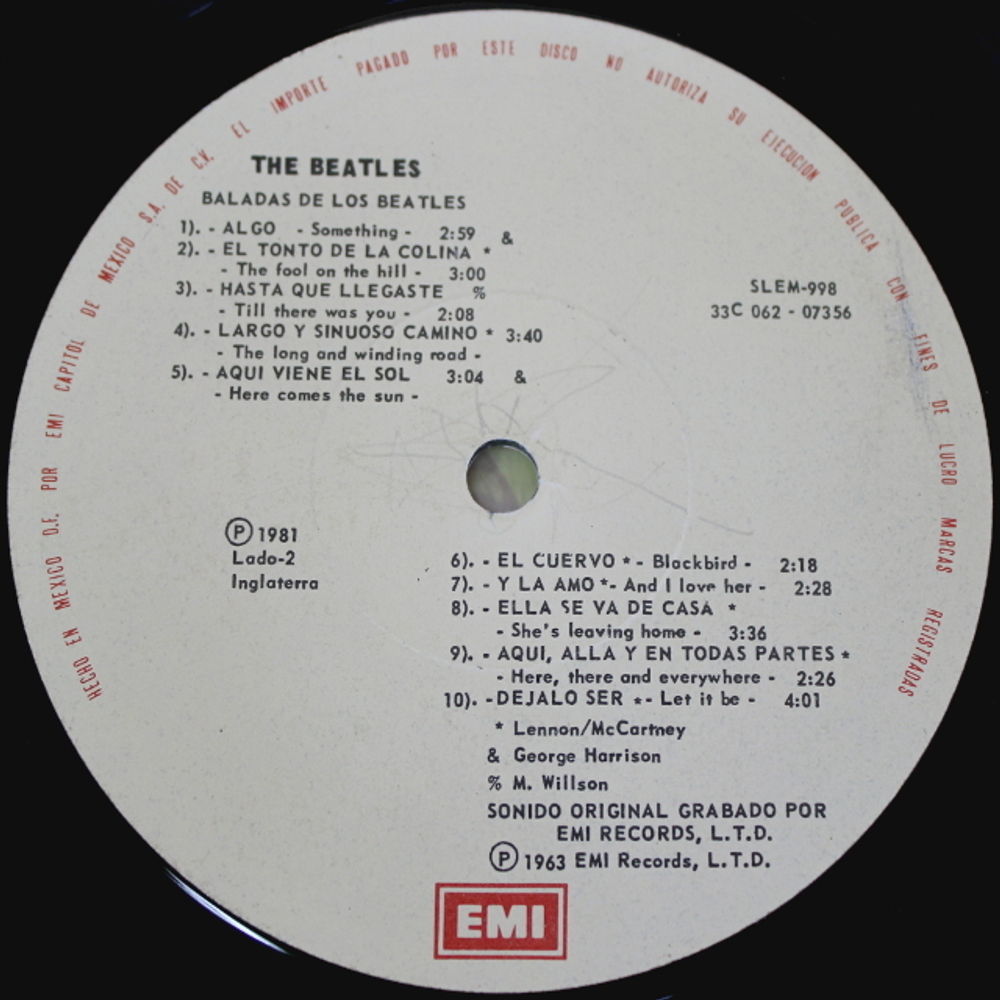 HECHO EN MEXICO D.F. POR EMI CAPITOL DE MEXICO S.A. DE C.V. EL IMPORTE PAGADO POR ESTE DISCO NO AUTORIZA SU EJECUCION PUBLICA CON FINES DE LUCRO MARCAS REGISTRADAS
THE BEATLES
BALADAS DE LOS BEATLES
1). - ALGO - Something - 2:59 &
2). - EL TONTO DE LA COLINA *
- The fool on the hill - 3:00
3). - HASTA QUE LLEGASTE %
- Till there was you - 2:08
4). - LARGO Y SINUOSO CAMINO * 3:40
- The long and winding road -
5). - AQUI VIENE EL SOL 3:04 &
- Here comes the sun -
SLEM-998
33C 062 - 07356
Ⓟ 1981
Lado-2
Inglaterra
6). - EL CUERVO * - Blackbird - 2:18
7). - Y LA AMO *- And I love her - 2:28
8). - ELLA SE VA DE CASA *
- She's leaving home - 3:36
9). - AQUI, ALLA Y EN TODAS PARTES *
- Here, there and everywhere - 2:26
10). -DEJALO SER *- Let it be - 4:01
* Lennon/McCartney
& George Harrison
% M. Willson
SONIDO ORIGINAL GRABADO POR
EMI RECORDS, L.T.D.
Ⓟ 1963 EMI Records, L.T.D.
EMI